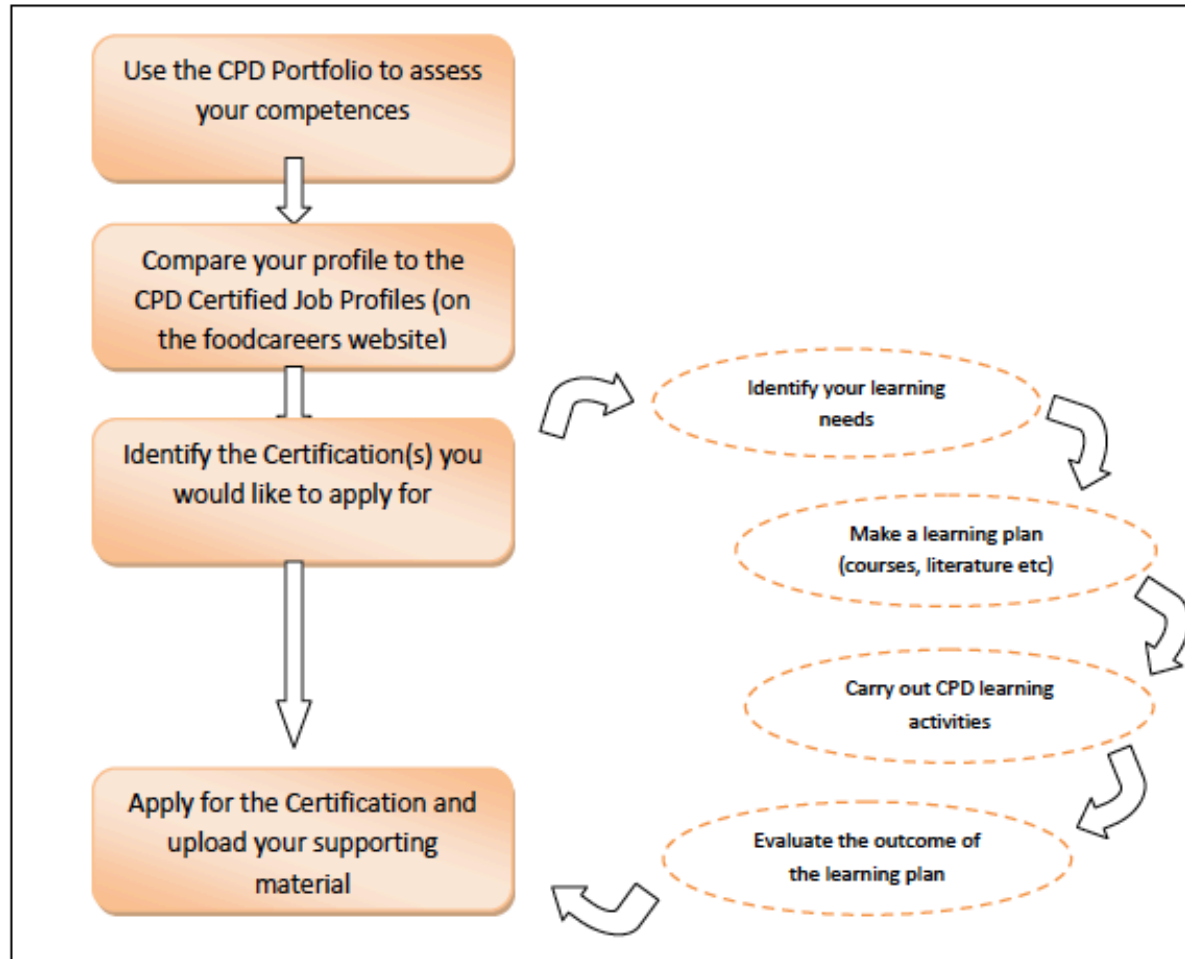 Use the CPD Portfolio to assess
your competences
Compare your profile to the
CPD Certified Job Profiles (on
the foodcareers website)
Identify the Certification(s) you
would like to apply for
Apply for the Certification and
upload your supporting
material
Identify your learning
needs
Make a learning plan
(courses, literature etc)
Carry out CPD learning
activities
Evaluate the outcome of
the learning plan